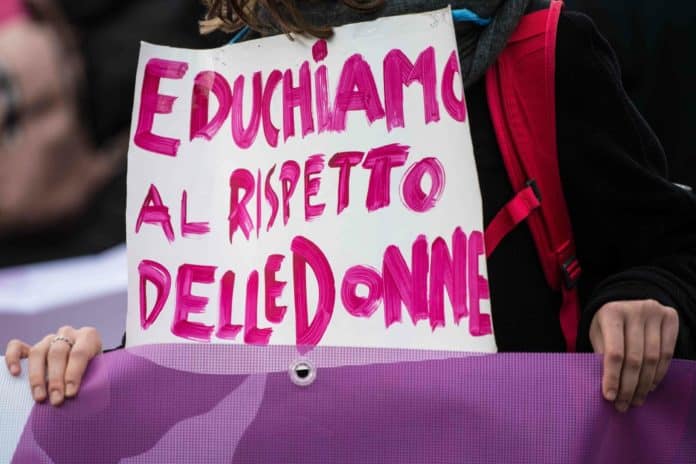 EDUCHIAMO
AL RISPETTO
DELLE DONNE